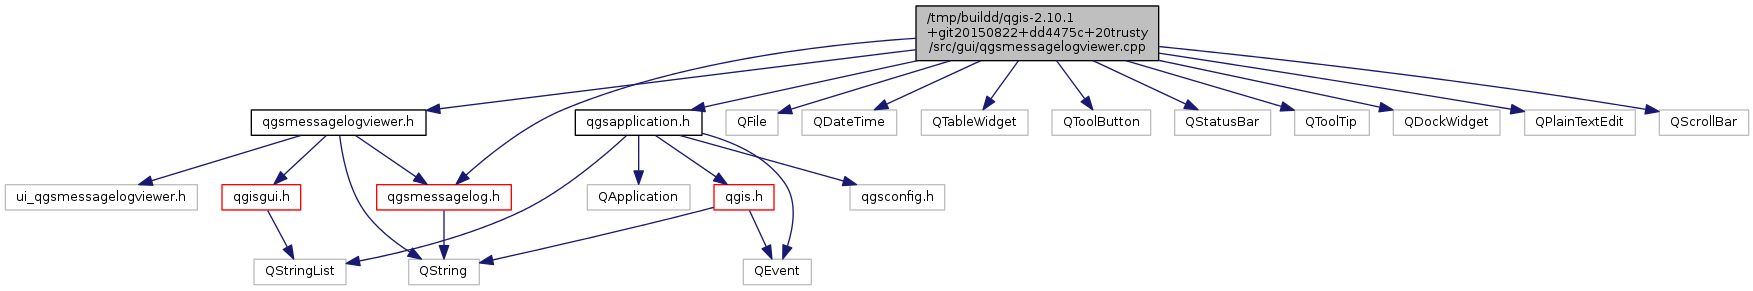 /tmp/buildd/qgis-2.10.1
+git20150822+dd4475c+20trusty
/src/gui/qgsmessagelogviewer.cpp
qgsmessagelogviewer.h
qgsapplication.h
QFile
QDateTime
QTableWidget
QToolButton
QStatusBar
QToolTip
QDockWidget
QPlainTextEdit
QScrollBar
ui_qgsmessagelogviewer.h
qgisgui.h
qgsmessagelog.h
QApplication
qgis.h
qgsconfig.h
QStringList
QString
QEvent